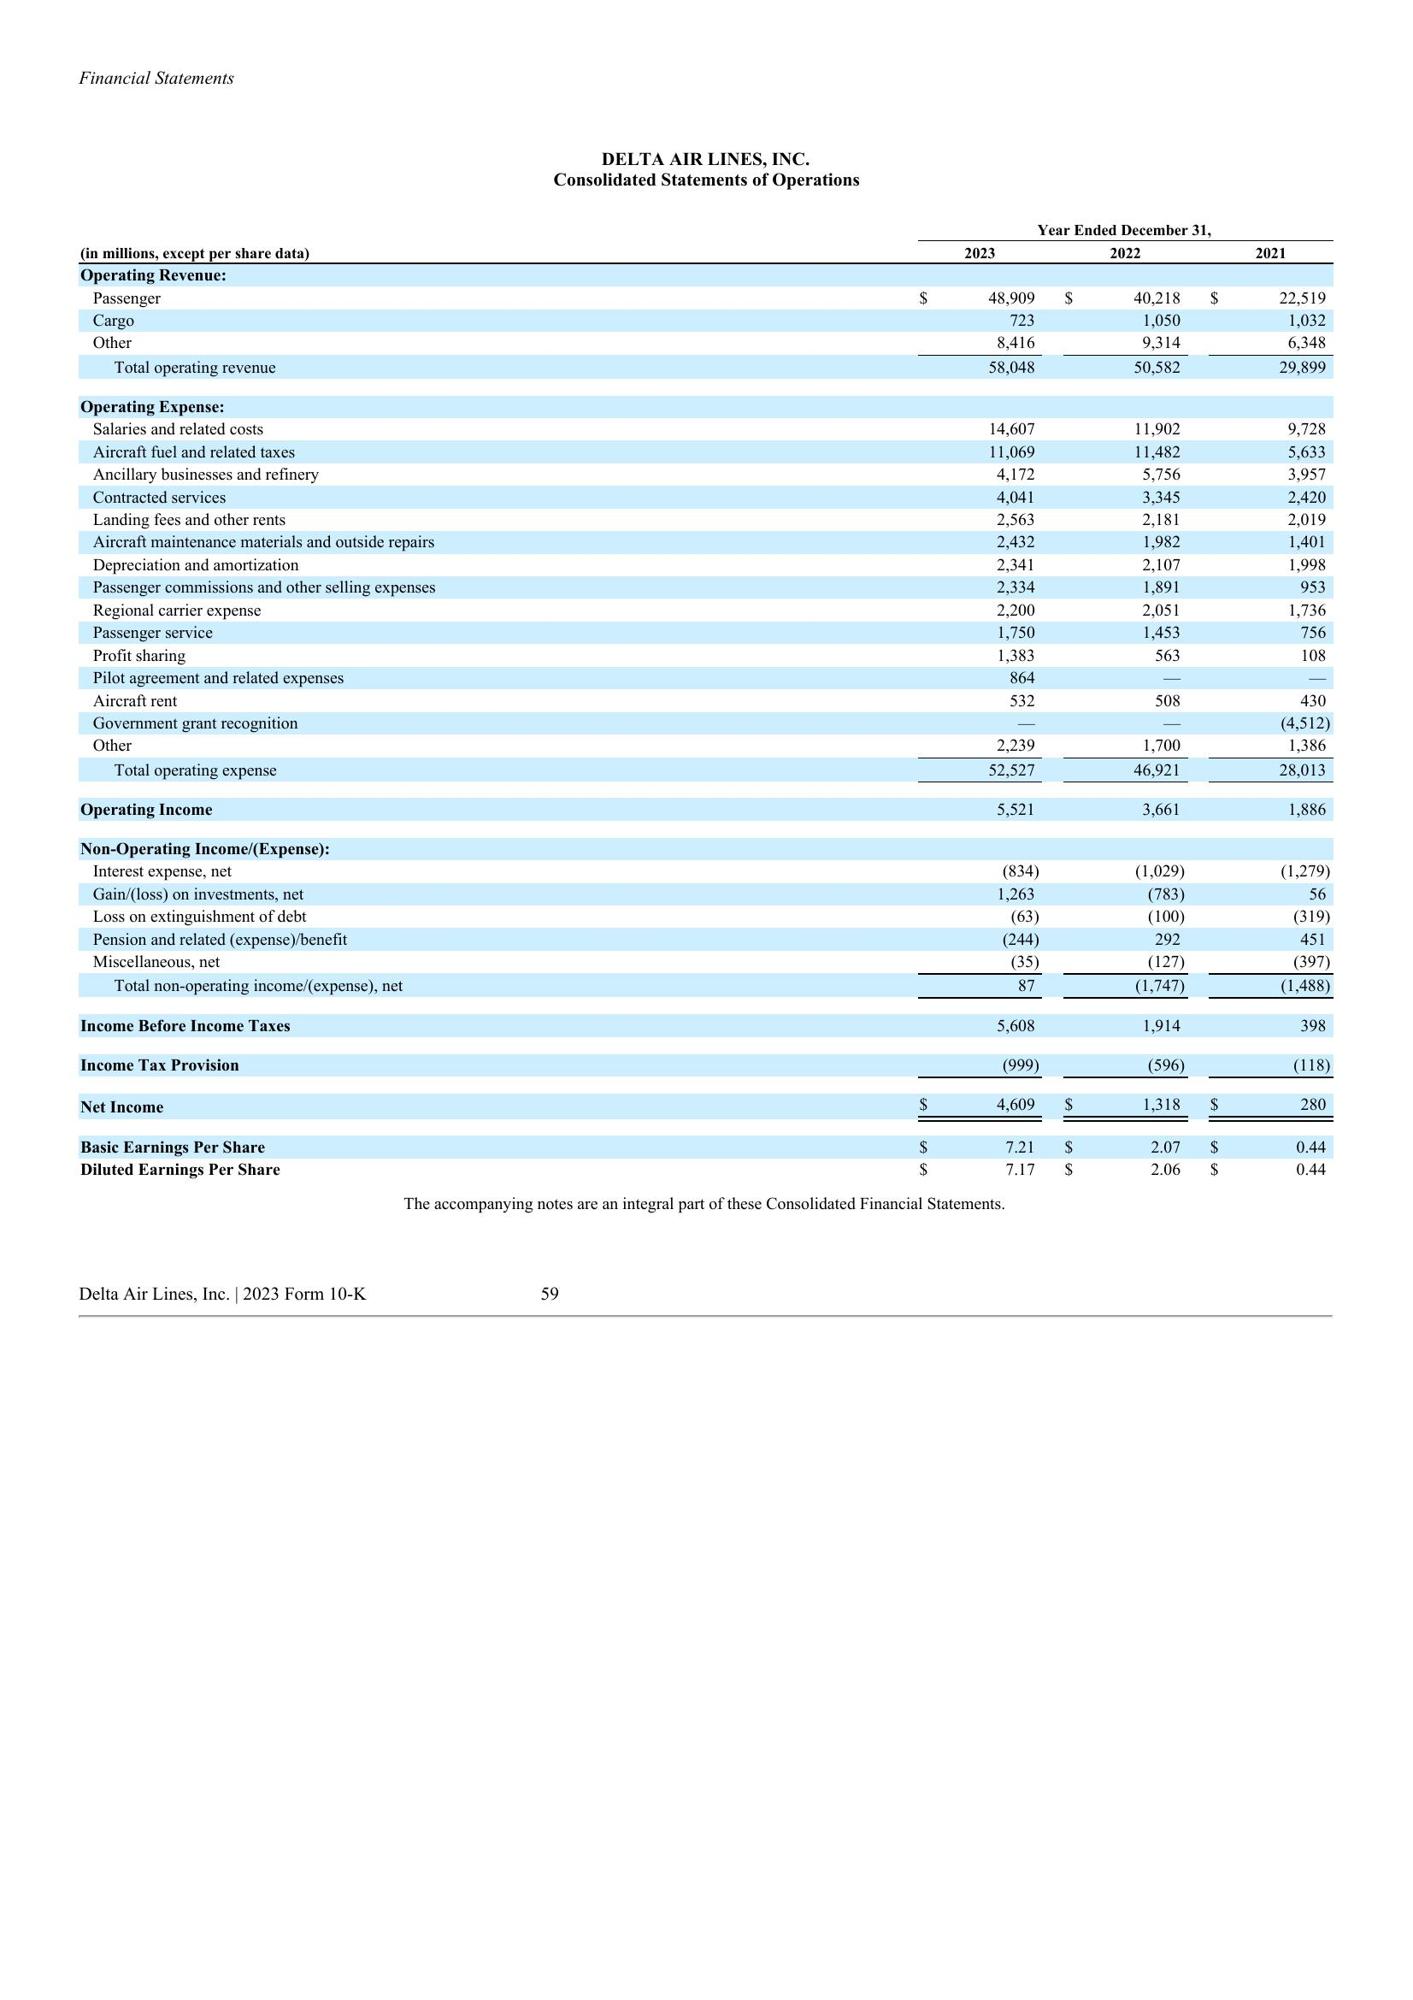 Financial Statements
DELTA AIR LINES, INC.
Consolidated Statements of Operations
Year Ended December 31,
(in millions, except per share data) 2023 2022 2021
Operating Revenue:
Passenger $ 48,909 $ 40,218 $ 22,519
Cargo 723 1,050 1,032
Other 8,416 9,314 6,348
Total operating revenue 58,048 50,582 29,899
Operating Expense:
Salaries and related costs 14,607 11,902 9,728
Aircraft fuel and related taxes 11,069 11,482 5,633
Ancillary businesses and refinery 4,172 5,756 3,957
Contracted services 4,041 3,345 2,420
Landing fees and other rents 2,563 2,181 2,019
Aircraft maintenance materials and outside repairs 2,432 1,982 1,401
Depreciation and amortization 2,341 2,107 1,998
Passenger commissions and other selling expenses 2,334 1,891 953
Regional carrier expense 2,200 2,051 1,736
Passenger service 1,750 1,453 756
Profit sharing 1,383 563 108
Pilot agreement and related expenses 864 — —
Aircraft rent 532 508 430
Government grant recognition — — (4,512)
Other 2,239 1,700 1,386
Total operating expense 52,527 46,921 28,013
Operating Income 5,521 3,661 1,886
Non-Operating Income/(Expense):
Interest expense, net (834) (1,029) (1,279)
Gain/(loss) on investments, net 1,263 (783) 56
Loss on extinguishment of debt (63) (100) (319)
Pension and related (expense)/benefit (244) 292 451
Miscellaneous, net (35) (127) (397)
Total non-operating income/(expense), net 87 (1,747) (1,488)
Income Before Income Taxes 5,608 1,914 398
Income Tax Provision (999) (596) (118)
Net Income $ 4,609 $ 1,318 $ 280
Basic Earnings Per Share $ 7.21 $ 2.07 $ 0.44
Diluted Earnings Per Share $ 7.17 $ 2.06 $ 0.44
The accompanying notes are an integral part of these Consolidated Financial Statements.
Delta Air Lines, Inc. | 2023 Form 10-K 59